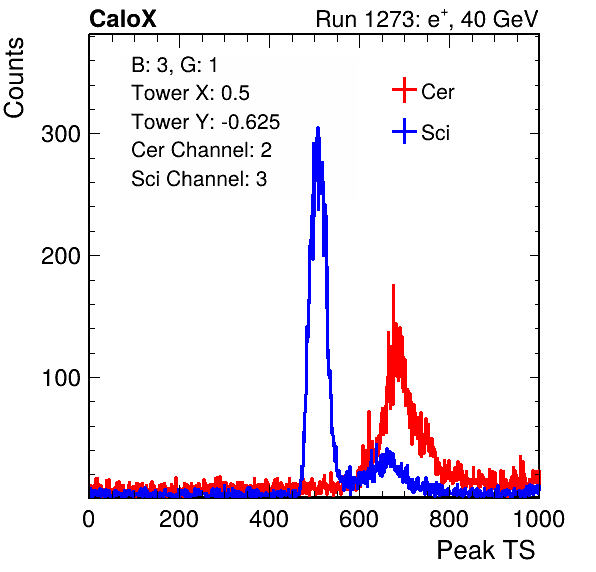 CaloX
Run 1273: e+, 40 GeV
Counts
B: 3, G: 1
Tower X: 0.5
Tower Y: -0.625
Cer Channel: 2
Sci Channel: 3
Cer
Sci
300
200
100
0 200 400 600 800 1000
Peak TS